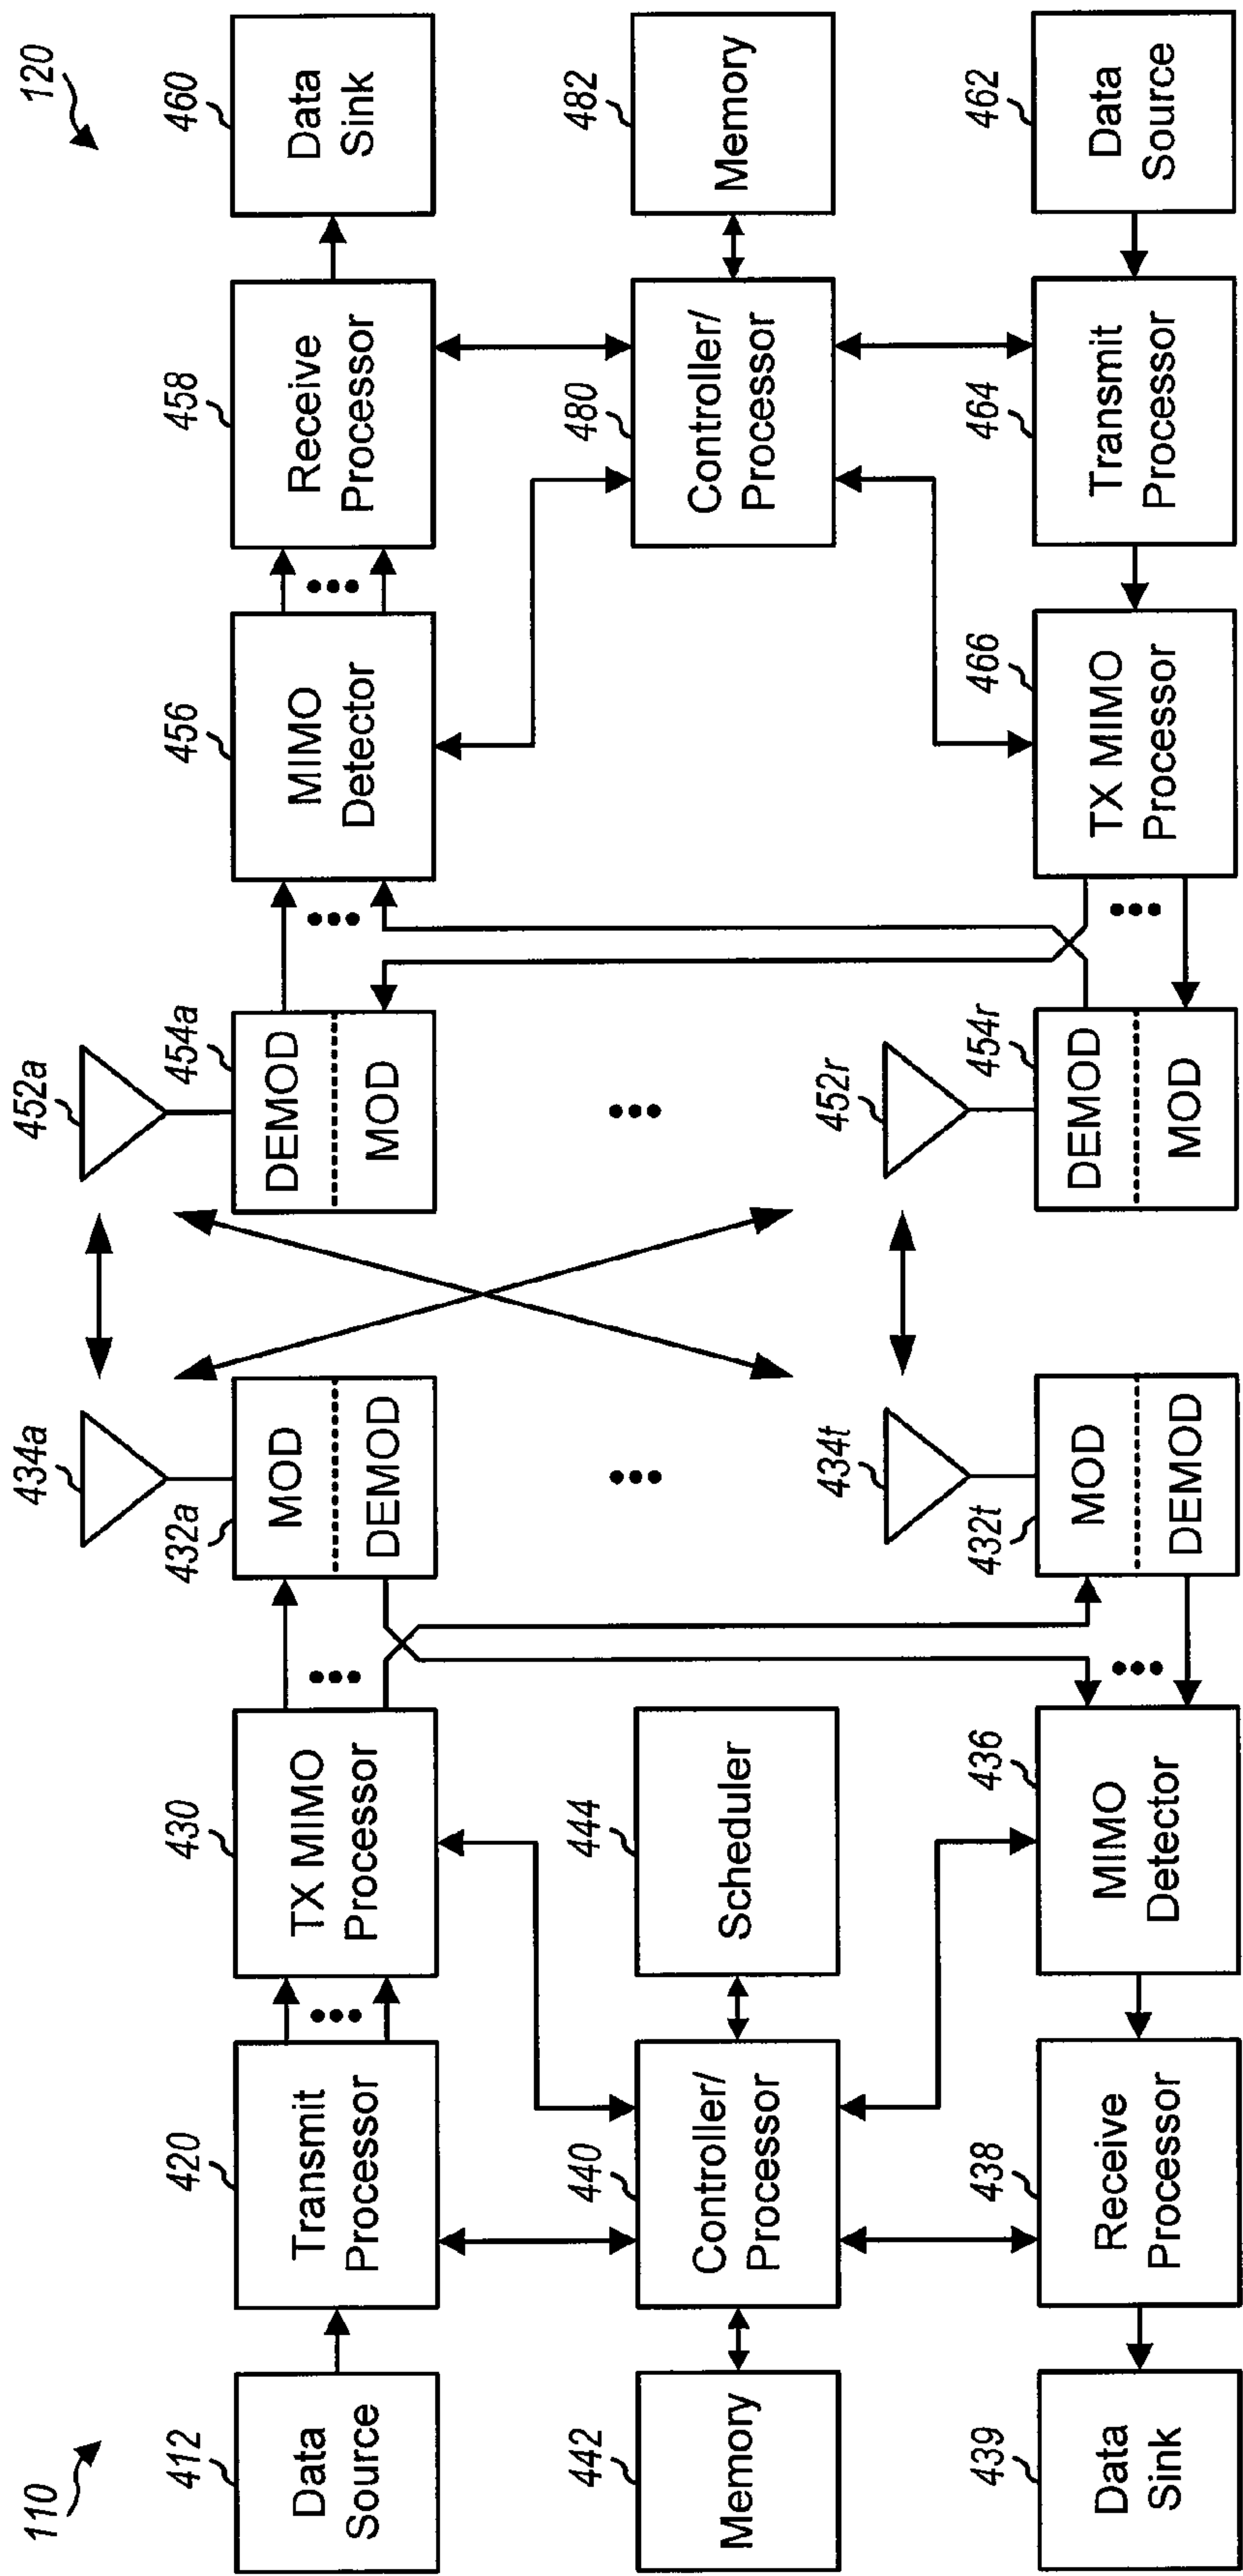 110
120
412
Data
Source
420
Transmit
Processor
430
TX MIMO
Processor
432a
MOD
DEMOD
434a
452a
454a
DEMOD
MOD
456
MIMO
Detector
458
Receive
Processor
460
Data
Sink
442
Memory
440
Controller/
Processor
444
Scheduler
480
Controller/
Processor
482
Memory
439
Data
Sink
438
Receive
Processor
436
MIMO
Detector
432t
MOD
DEMOD
434t
452r
454r
DEMOD
MOD
466
TX MIMO
Processor
464
Transmit
Processor
462
Data
Source